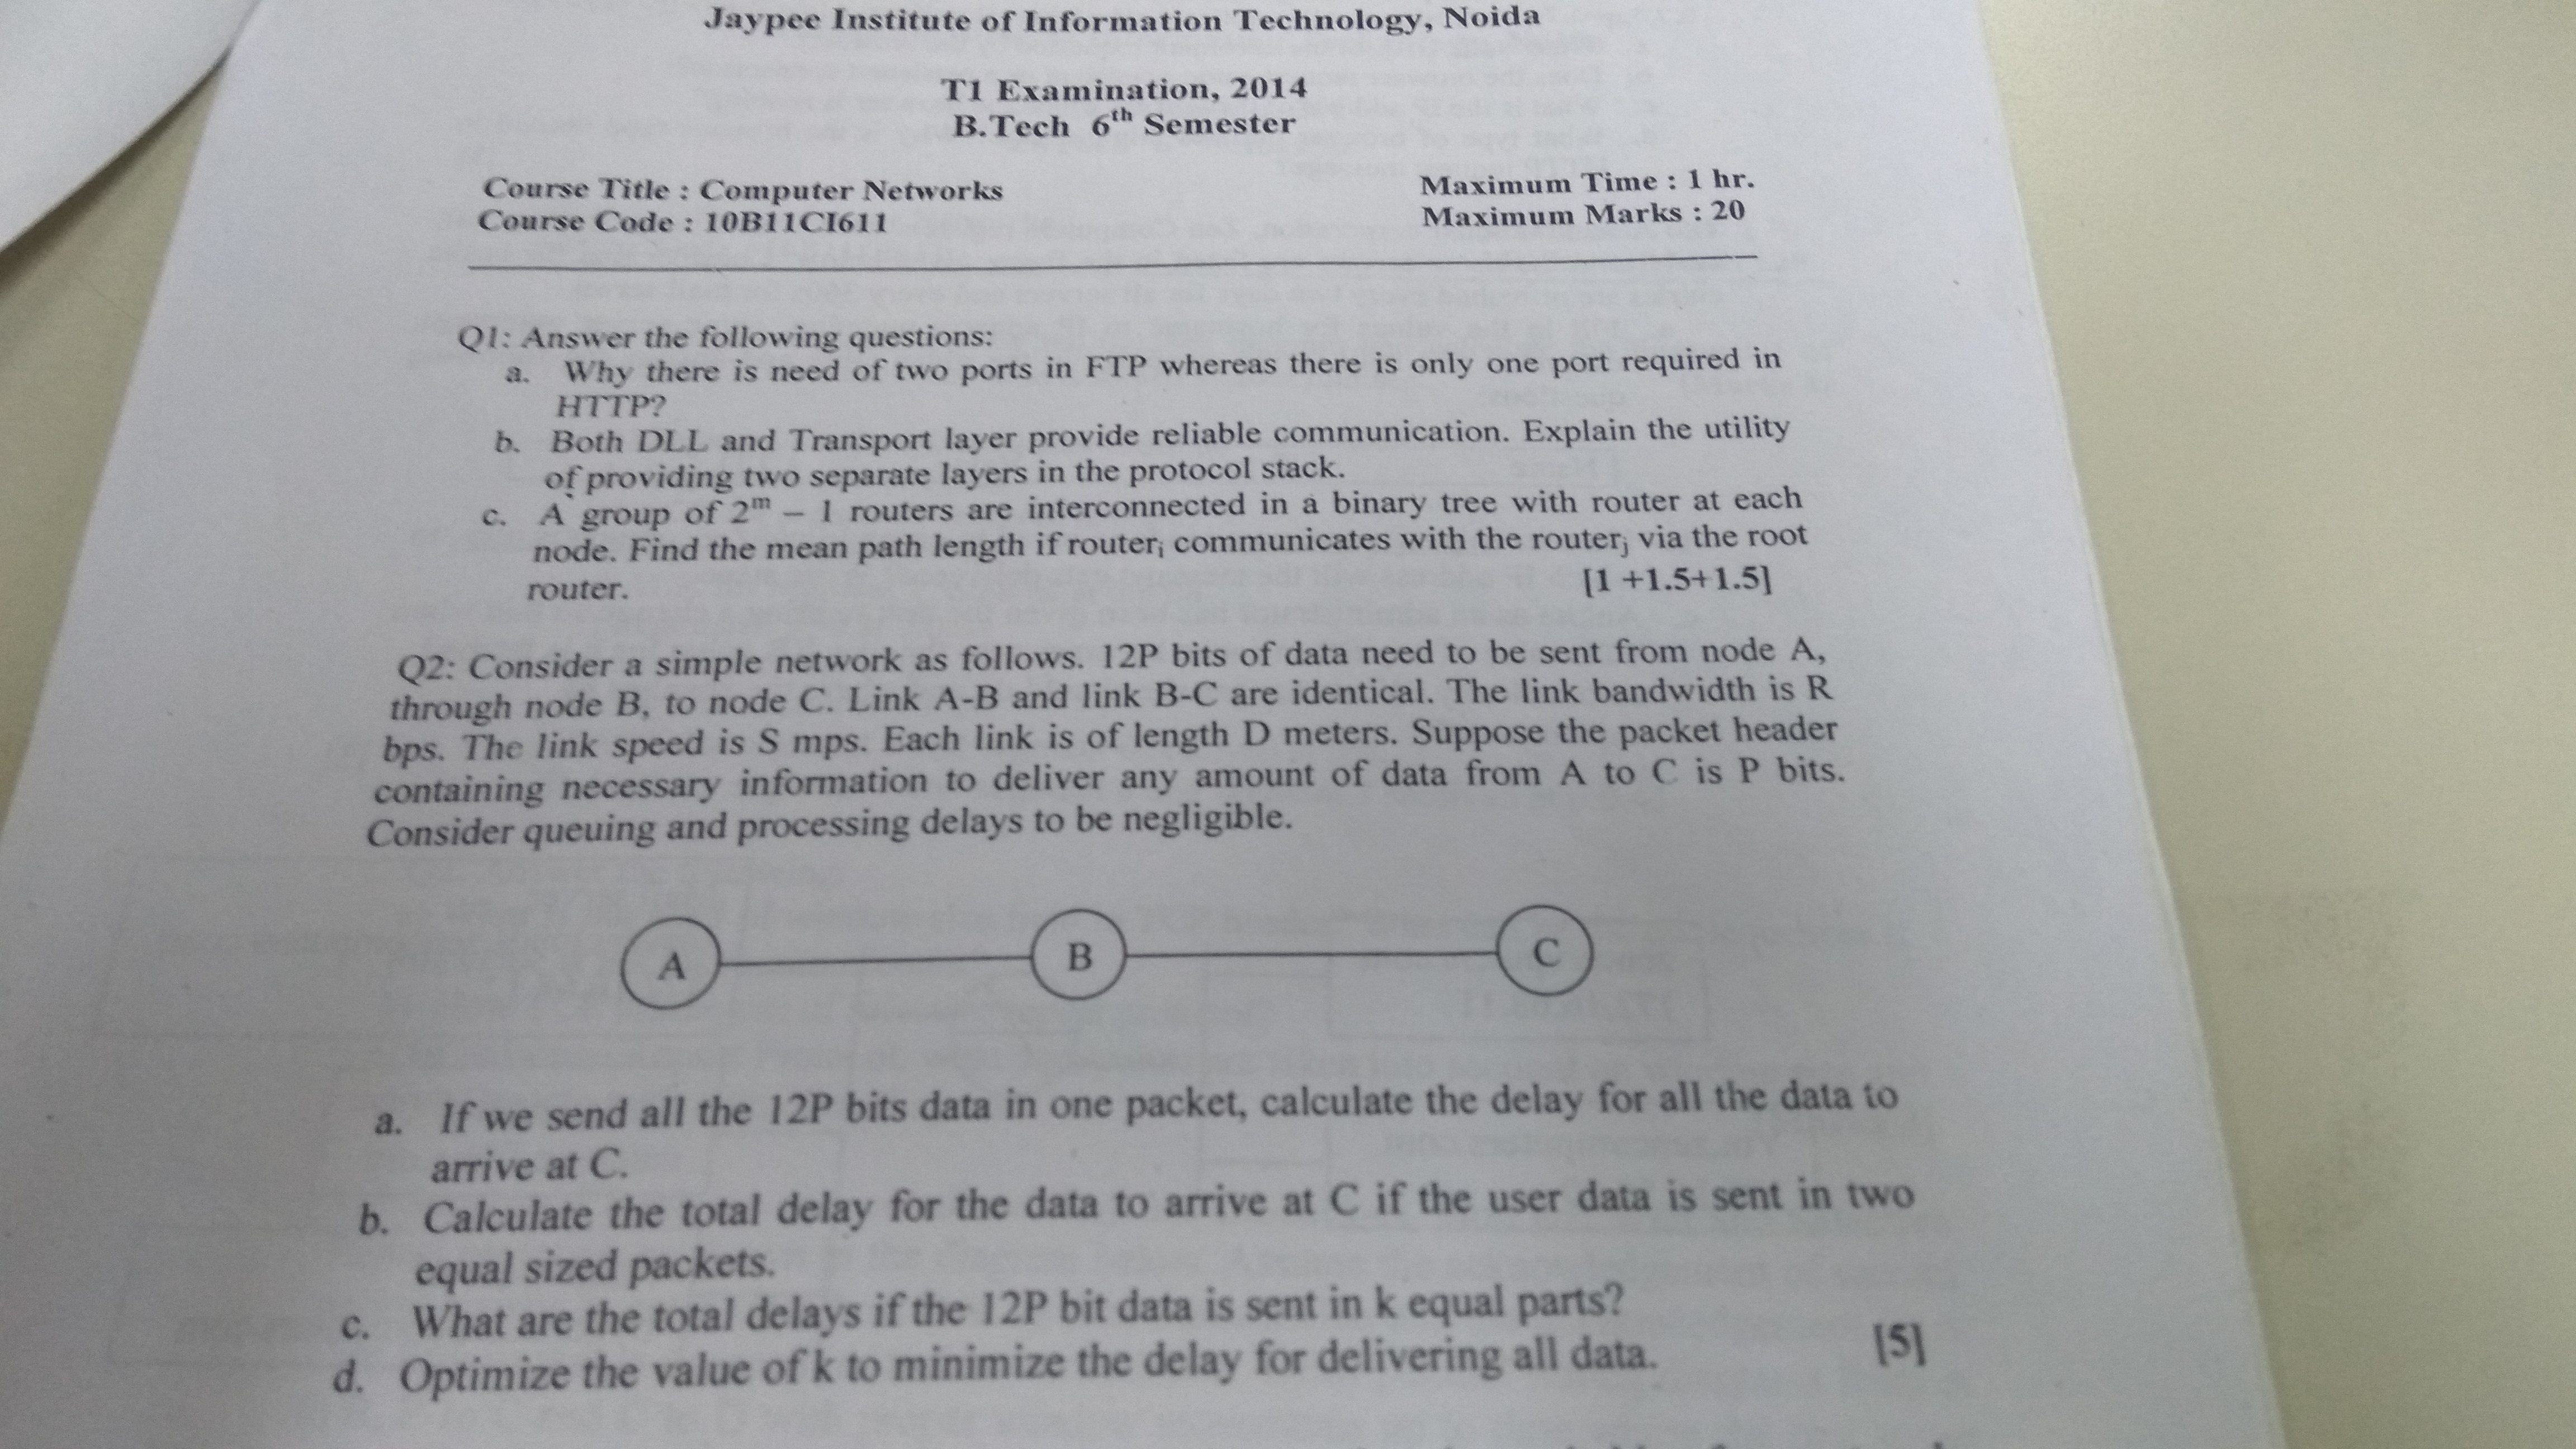 Jaypee Institute of Information Technology, Noida
T1 Examination, 2014
B.Tech 6th Semester
Course Title : Computer Networks
Maximum Time : 1 hr.
Course Code : 10B11CI611
Maximum Marks : 20
Q1: Answer the following questions:
a. Why there is need of two ports in FTP whereas there is only one port required in
HTTP?
b. Both DLL and Transport layer provide reliable communication. Explain the utility
of providing two separate layers in the protocol stack.
c. A group of 2^m – 1 routers are interconnected in a binary tree with router at each
node. Find the mean path length if router_i communicates with the router_j via the root
router. [1 +1.5+1.5]
Q2: Consider a simple network as follows. 12P bits of data need to be sent from node A,
through node B, to node C. Link A-B and link B-C are identical. The link bandwidth is R
bps. The link speed is S mps. Each link is of length D meters. Suppose the packet header
containing necessary information to deliver any amount of data from A to C is P bits.
Consider queuing and processing delays to be negligible.
A B C
a. If we send all the 12P bits data in one packet, calculate the delay for all the data to
arrive at C.
b. Calculate the total delay for the data to arrive at C if the user data is sent in two
equal sized packets.
c. What are the total delays if the 12P bit data is sent in k equal parts?
d. Optimize the value of k to minimize the delay for delivering all data. [5]